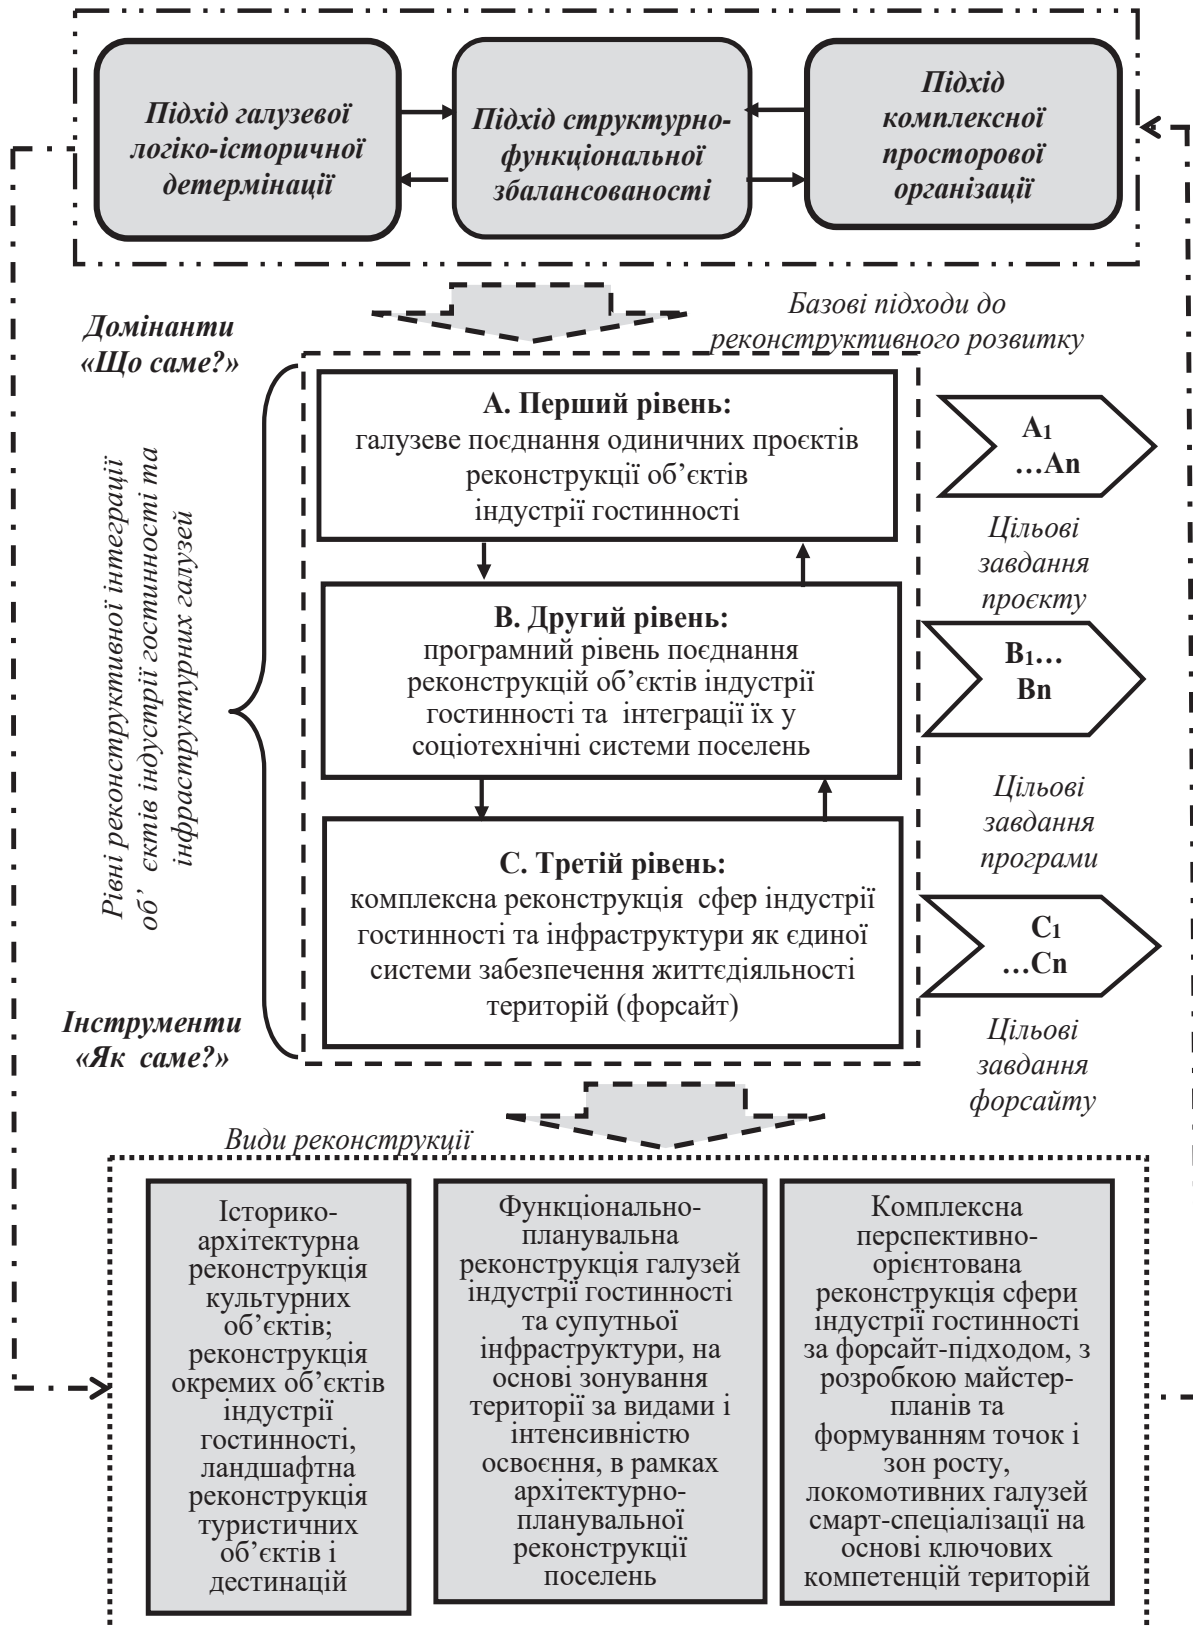 Підхід галузевої
логіко-історичної
детермінації
Підхід структурно-
функціональної
збалансованості
Підхід
комплексної
просторової
організації
Базові підходи до
реконструктивного розвитку
Домінанти
«Що саме?»
Рівні реконструктивної інтеграції
об’ єктів індустрії гостинності та
інфраструктурних галузей
А. Перший рівень:
галузеве поєднання одиничних проєктів
реконструкції об’єктів
індустрії гостинності
А1
…Аn
Цільові
завдання
проєкту
В. Другий рівень:
програмний рівень поєднання
реконструкцій об’єктів індустрії
гостинності та інтеграції їх у
соціотехнічні системи поселень
В1…
Вn
Цільові
завдання
програми
С. Третій рівень:
комплексна реконструкція сфер індустрії
гостинності та інфраструктури як єдиної
системи забезпечення життєдіяльності
територій (форсайт)
С1
…Сn
Цільові
завдання
форсайту
Інструменти
«Як саме?»
Види реконструкції
Історико-
архітектурна
реконструкція
культурних
об’єктів;
реконструкція
окремих об’єктів
індустрії
гостинності,
ландшафтна
реконструкція
туристичних
об’єктів і
дестинацій
Функціонально-
планувальна
реконструкція галузей
індустрії гостинності
та супутньої
інфраструктури, на
основі зонування
території за видами і
інтенсивністю
освоєння, в рамках
архітектурно-
планувальної
реконструкції
поселень
Комплексна
перспективно-
орієнтована
реконструкція сфери
індустрії гостинності
за форсайт-підходом, з
розробкою майстер-
планів та
формуванням точок і
зон росту,
локомотивних галузей
смарт-спеціалізації на
основі ключових
компетенцій територій